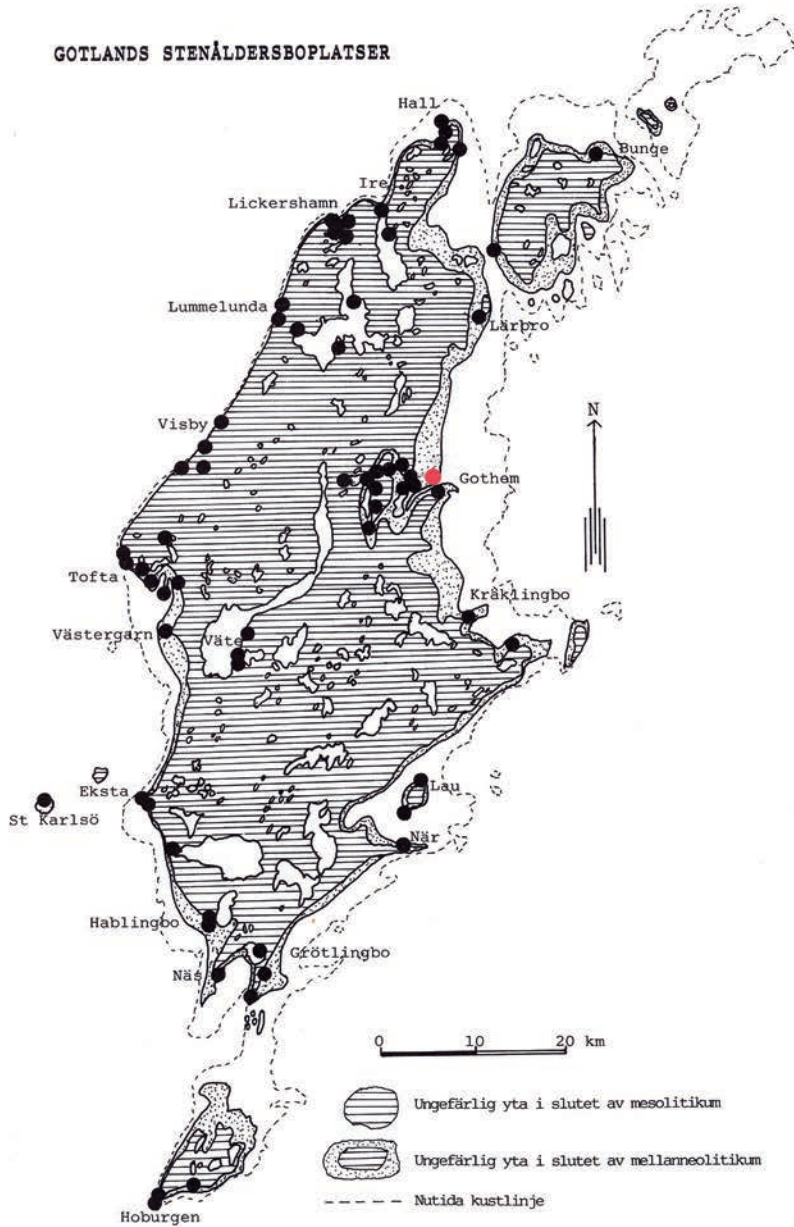 GOTLANDS STENÅLDERSBOPLATSER
Hall
Bunge
Ire
Lickershamn
Lummelunda
Lärbro
Visby
N
Gothem
Tofta
Kräklingbo
Västergarn
Väte
Eksta
Lau
St Karlsö
När
Hablingbo
Grötlingbo
Näs
0 10 20 km
Ungefärlig yta i slutet av mesolitikum
Ungefärlig yta i slutet av mellanneolitikum
Nutida kustlinje
Hoburgen